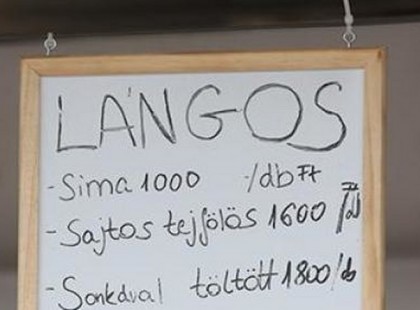 LÁNGOS
- Sima 1000 /db Ft
- Sajtos tejfölös 1600 Ft/db
- Sonkával töltött 1800/db